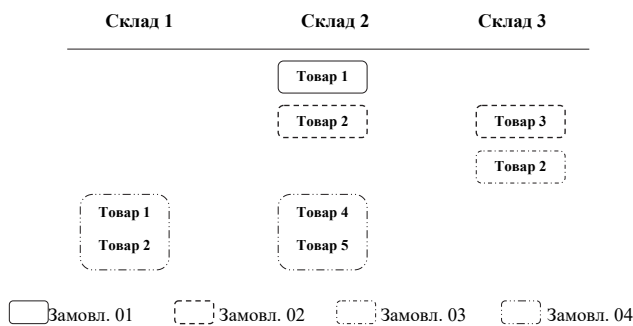 Склад 1 Склад 2 Склад 3
Товар 1
Товар 2 Товар 3
Товар 2
Товар 1 Товар 4
Товар 2 Товар 5
Замовл. 01 Замовл. 02 Замовл. 03 Замовл. 04